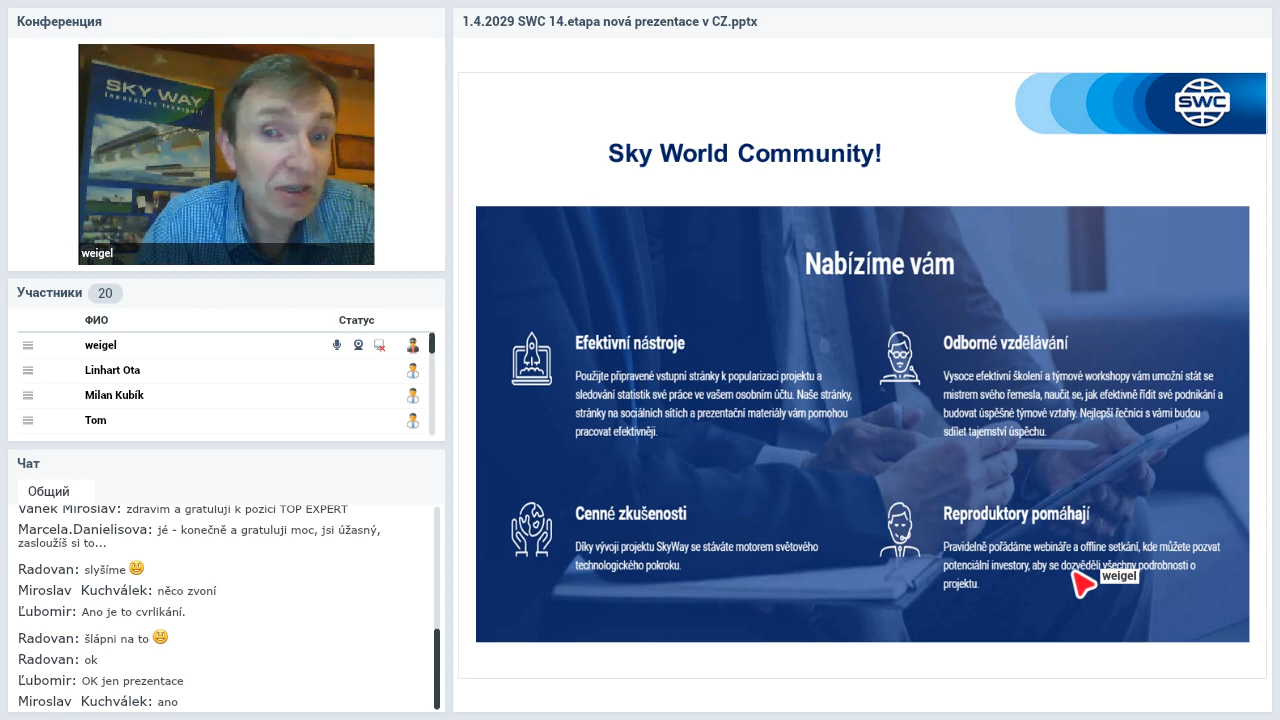 Конференция
SKY WAY
Innovative transport
weigel
Участники 20
ФИО Статус
weigel
Linhart Ota
Milan Kubík
Tom
Чат
Общий
Vaněk Miroslav: zdravím a gratuluji k pozici TOP EXPERT
Marcela.Danielisova: jé - konečně a gratuluji moc, jsi úžasný,
zasloužíš si to...
Radovan: slyšíme
Miroslav Kuchválek: něco zvoní
Ľubomir: Ano je to cvrlikání.
Radovan: šlápni na to
Radovan: ok
Ľubomir: OK jen prezentace
Miroslav Kuchválek: ano
1.4.2029 SWC 14.etapa nová prezentace v CZ.pptx
SWC
Sky World Community!
Nabízíme vám
Efektivní nástroje
Použijte připravené vstupní stránky k popularizaci projektu a
sledování statistik své práce ve vašem osobním účtu. Naše stránky,
stránky na sociálních sítích a prezentační materiály vám pomohou
pracovat efektivněji.
Odborné vzdělávání
Vysoce efektivní školení a týmové workshopy vám umožní stát se
mistrem svého řemesla, naučit se, jak efektivně řídit své podnikání a
budovat úspěšné týmové vztahy. Nejlepší řečníci s vámi budou
sdílet tajemství úspěchu.
Cenné zkušenosti
Díky vývoji projektu SkyWay se stáváte motorem světového
technologického pokroku.
Reproduktory pomáhají
Pravidelně pořádáme webináře a offline setkání, kde můžete pozvat
potenciální investory, aby se dozvěděli všechny podrobnosti o
projektu.
weigel